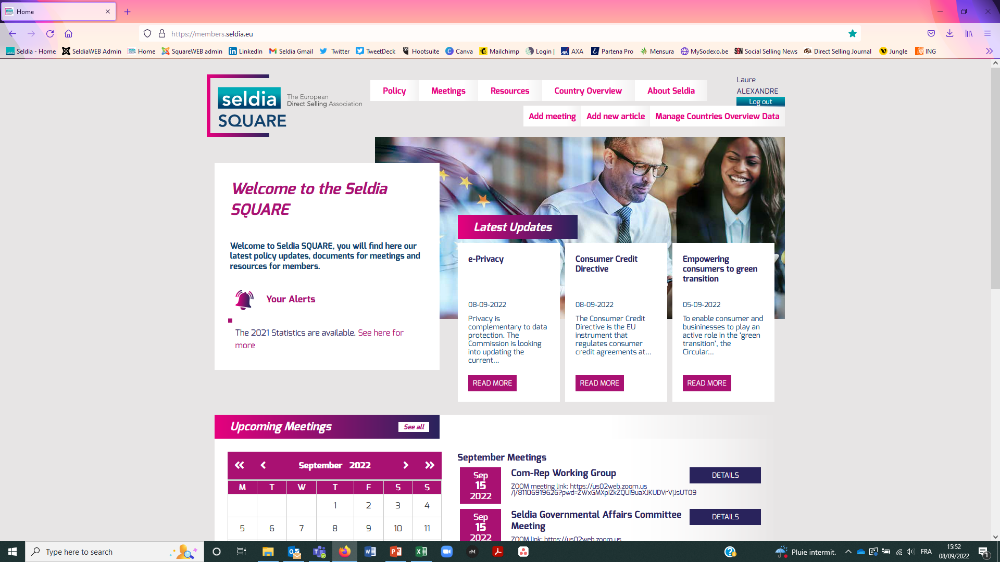 Home
https://members.seldia.eu
Seldia - Home
SeldiaWEB Admin
Home
SquareWEB admin
LinkedIn
Seldia Gmail
Twitter
TweetDeck
Hootsuite
Canva
Mailchimp
Login |
AXA
Partena Pro
Mensura
MySodexo.be
Social Selling News
Direct Selling Journal
Jungle
ING
seldia
SQUARE
The European
Direct Selling Association
Policy
Meetings
Resources
Country Overview
About Seldia
Laure
ALEXANDRE
Log out
Add meeting
Add new article
Manage Countries Overview Data
Welcome to the Seldia
SQUARE
Welcome to Seldia SQUARE, you will find here our
latest policy updates, documents for meetings and
resources for members.
Your Alerts
The 2021 Statistics are available. See here for
more
Latest Updates
e-Privacy
08-09-2022
Privacy is
complementary to data
protection. The
Commission is looking
into updating the
current...
READ MORE
Consumer Credit
Directive
08-09-2022
The Consumer Credit
Directive is the EU
instrument that
regulates consumer
credit agreements at...
READ MORE
Empowering
consumers to green
transition
05-09-2022
To enable consumer and
busininesses to play an
active role in the ‘green
transition’, the
Circular...
READ MORE
Upcoming Meetings
See all
September 2022
M T W T F S S
1 2 3 4
5 6 7 8 9 10 11
September Meetings
Sep
15
2022
Com-Rep Working Group
ZOOM meeting link: https://us02web.zoom.us
/j/81106919626?pwd=ZWxGMXpIZkZQUi9uaXJKUDVrVjJsUT09
DETAILS
Sep
15
2022
Seldia Governmental Affairs Committee
Meeting
ZOOM link: https://us02web.zoom.us
DETAILS
Type here to search
rM
Pluie intermit.
FRA
15:52
08/09/2022
1